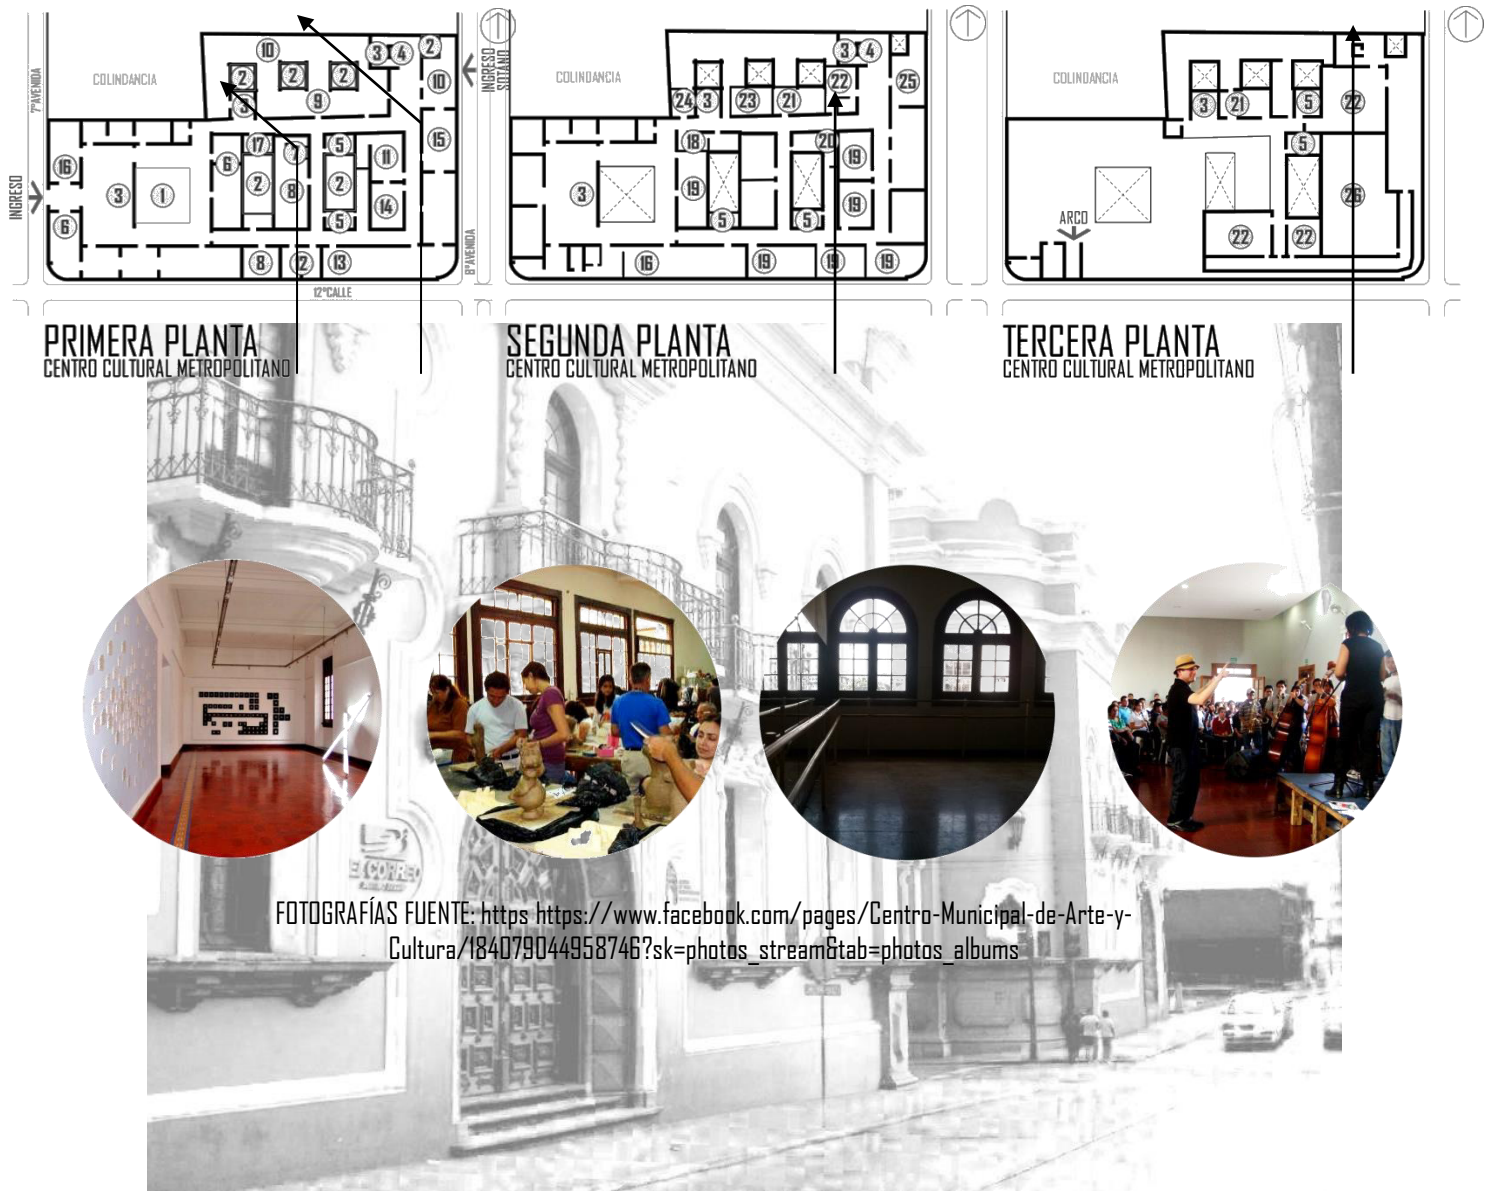 COLINDANCIA
7ªAVENIDA
INGRESO
10
3
4
2
2
2
2
10
3
9
15
17
5
11
7
6
16
3
1
2
8
2
14
6
5
8
12
13
12ªCALLE
8ªAVENIDA
INGRESO
SOTANO
COLINDANCIA
3
4
22
25
24
3
23
21
18
20
19
3
19
19
5
5
16
19
19
19
COLINDANCIA
3
21
5
22
5
26
ARCO
22
22
PRIMERA PLANTA
CENTRO CULTURAL METROPOLITANO
SEGUNDA PLANTA
CENTRO CULTURAL METROPOLITANO
TERCERA PLANTA
CENTRO CULTURAL METROPOLITANO
EL CORREO
FOTOGRAFÍAS FUENTE: https https://www.facebook.com/pages/Centro-Municipal-de-Arte-y-
Cultura/184079044958746?sk=photos_stream&tab=photos_albums